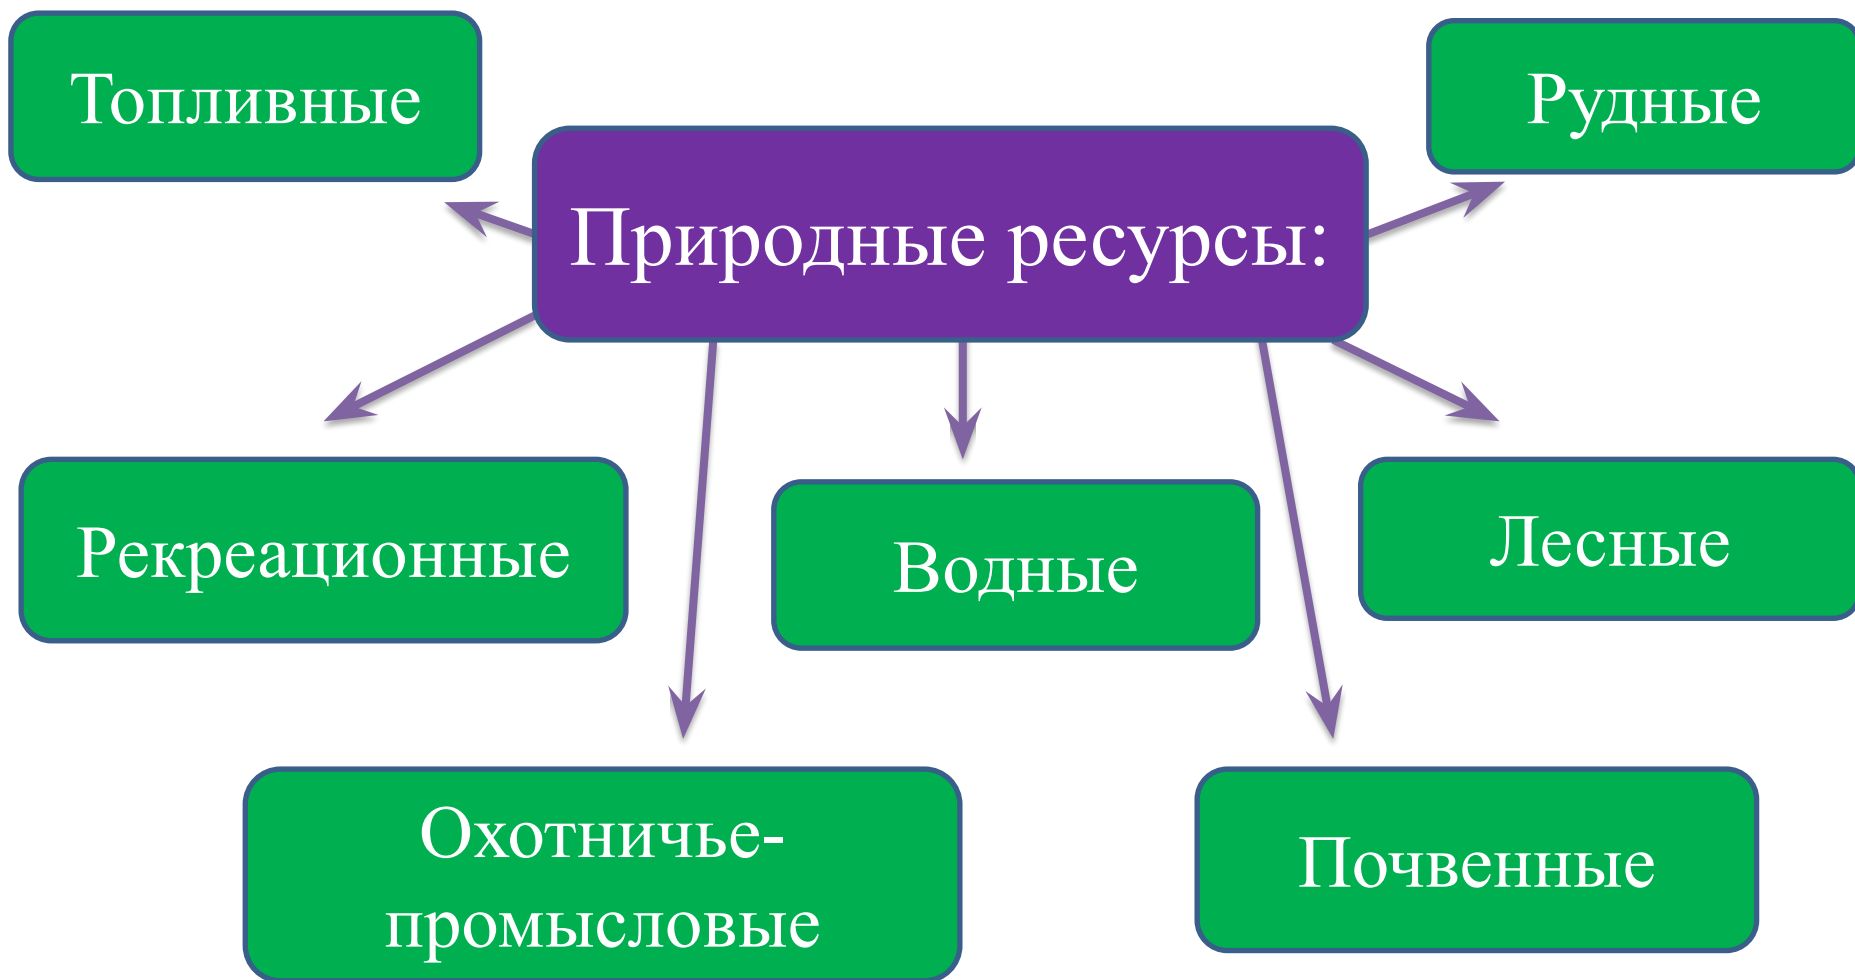 Топливные
Рудные
Природные ресурсы:
Рекреационные
Водные
Лесные
Охотничье-
промысловые
Почвенные